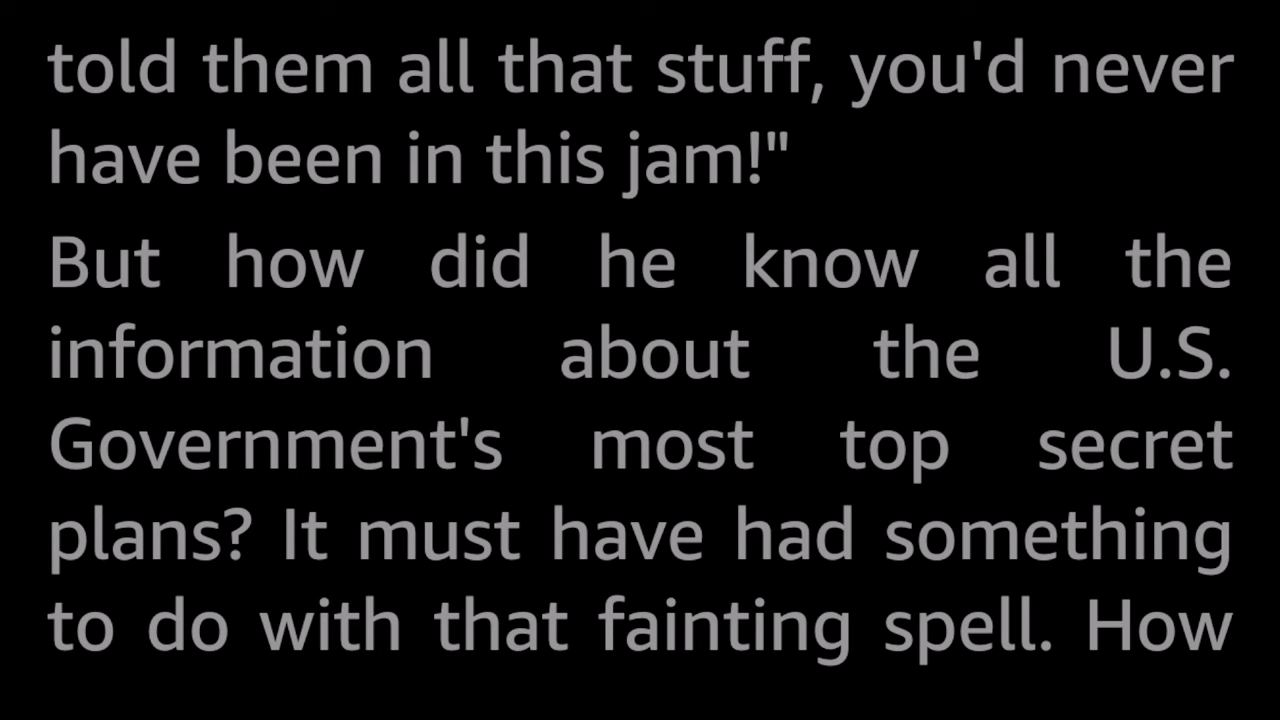 told them all that stuff, you'd never
have been in this jam!"
But how did he know all the
information about the U.S.
Government's most top secret
plans? It must have had something
to do with that fainting spell. How